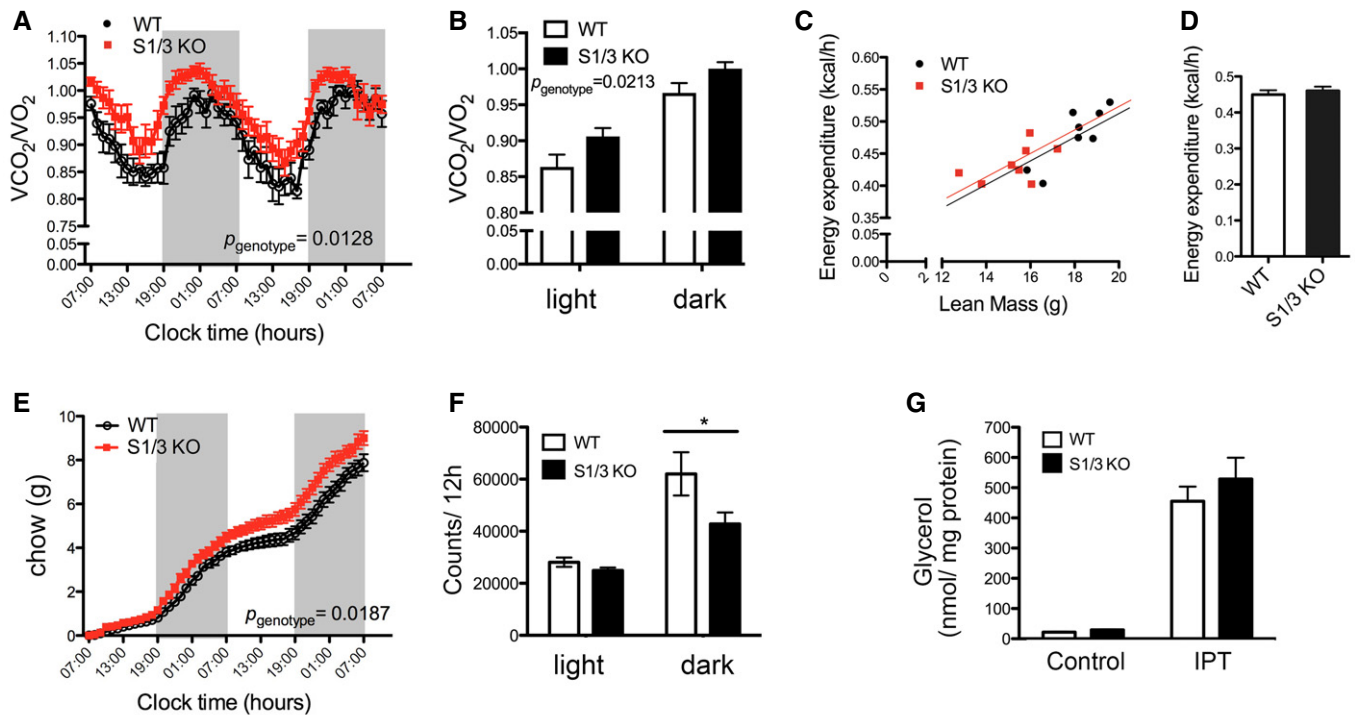 A
WT
S1/3 KO
1.10
1.05
1.00
0.95
0.90
0.85
0.80
0.75
0.05
0.00
VCO2/VO2
pgenotype= 0.0128
07:00
13:00
19:00
01:00
07:00
13:00
19:00
01:00
07:00
Clock time (hours)
B
WT
S1/3 KO
pgenotype=0.0213
1.05
1.00
0.95
0.90
0.85
0.80
0.05
0.00
VCO2/VO2
light dark
C
WT
S1/3 KO
0.60
0.55
0.50
0.45
0.40
0.35
0.05
0.00
Energy expenditure (kcal/h)
0 2 12 14 16 18 20
Lean Mass (g)
D
0.5
0.4
0.3
0.2
0.1
0.0
Energy expenditure (kcal/h)
WT
S1/3 KO
E
WT
S1/3 KO
10
8
6
4
2
0
chow (g)
pgenotype= 0.0187
07:00
13:00
19:00
01:00
07:00
13:00
19:00
01:00
07:00
Clock time (hours)
F
WT
S1/3 KO
*
80000
60000
40000
20000
0
Counts/ 12h
light dark
G
WT
S1/3 KO
700
600
500
400
300
200
100
0
Glycerol
(nmol/ mg protein)
Control IPT